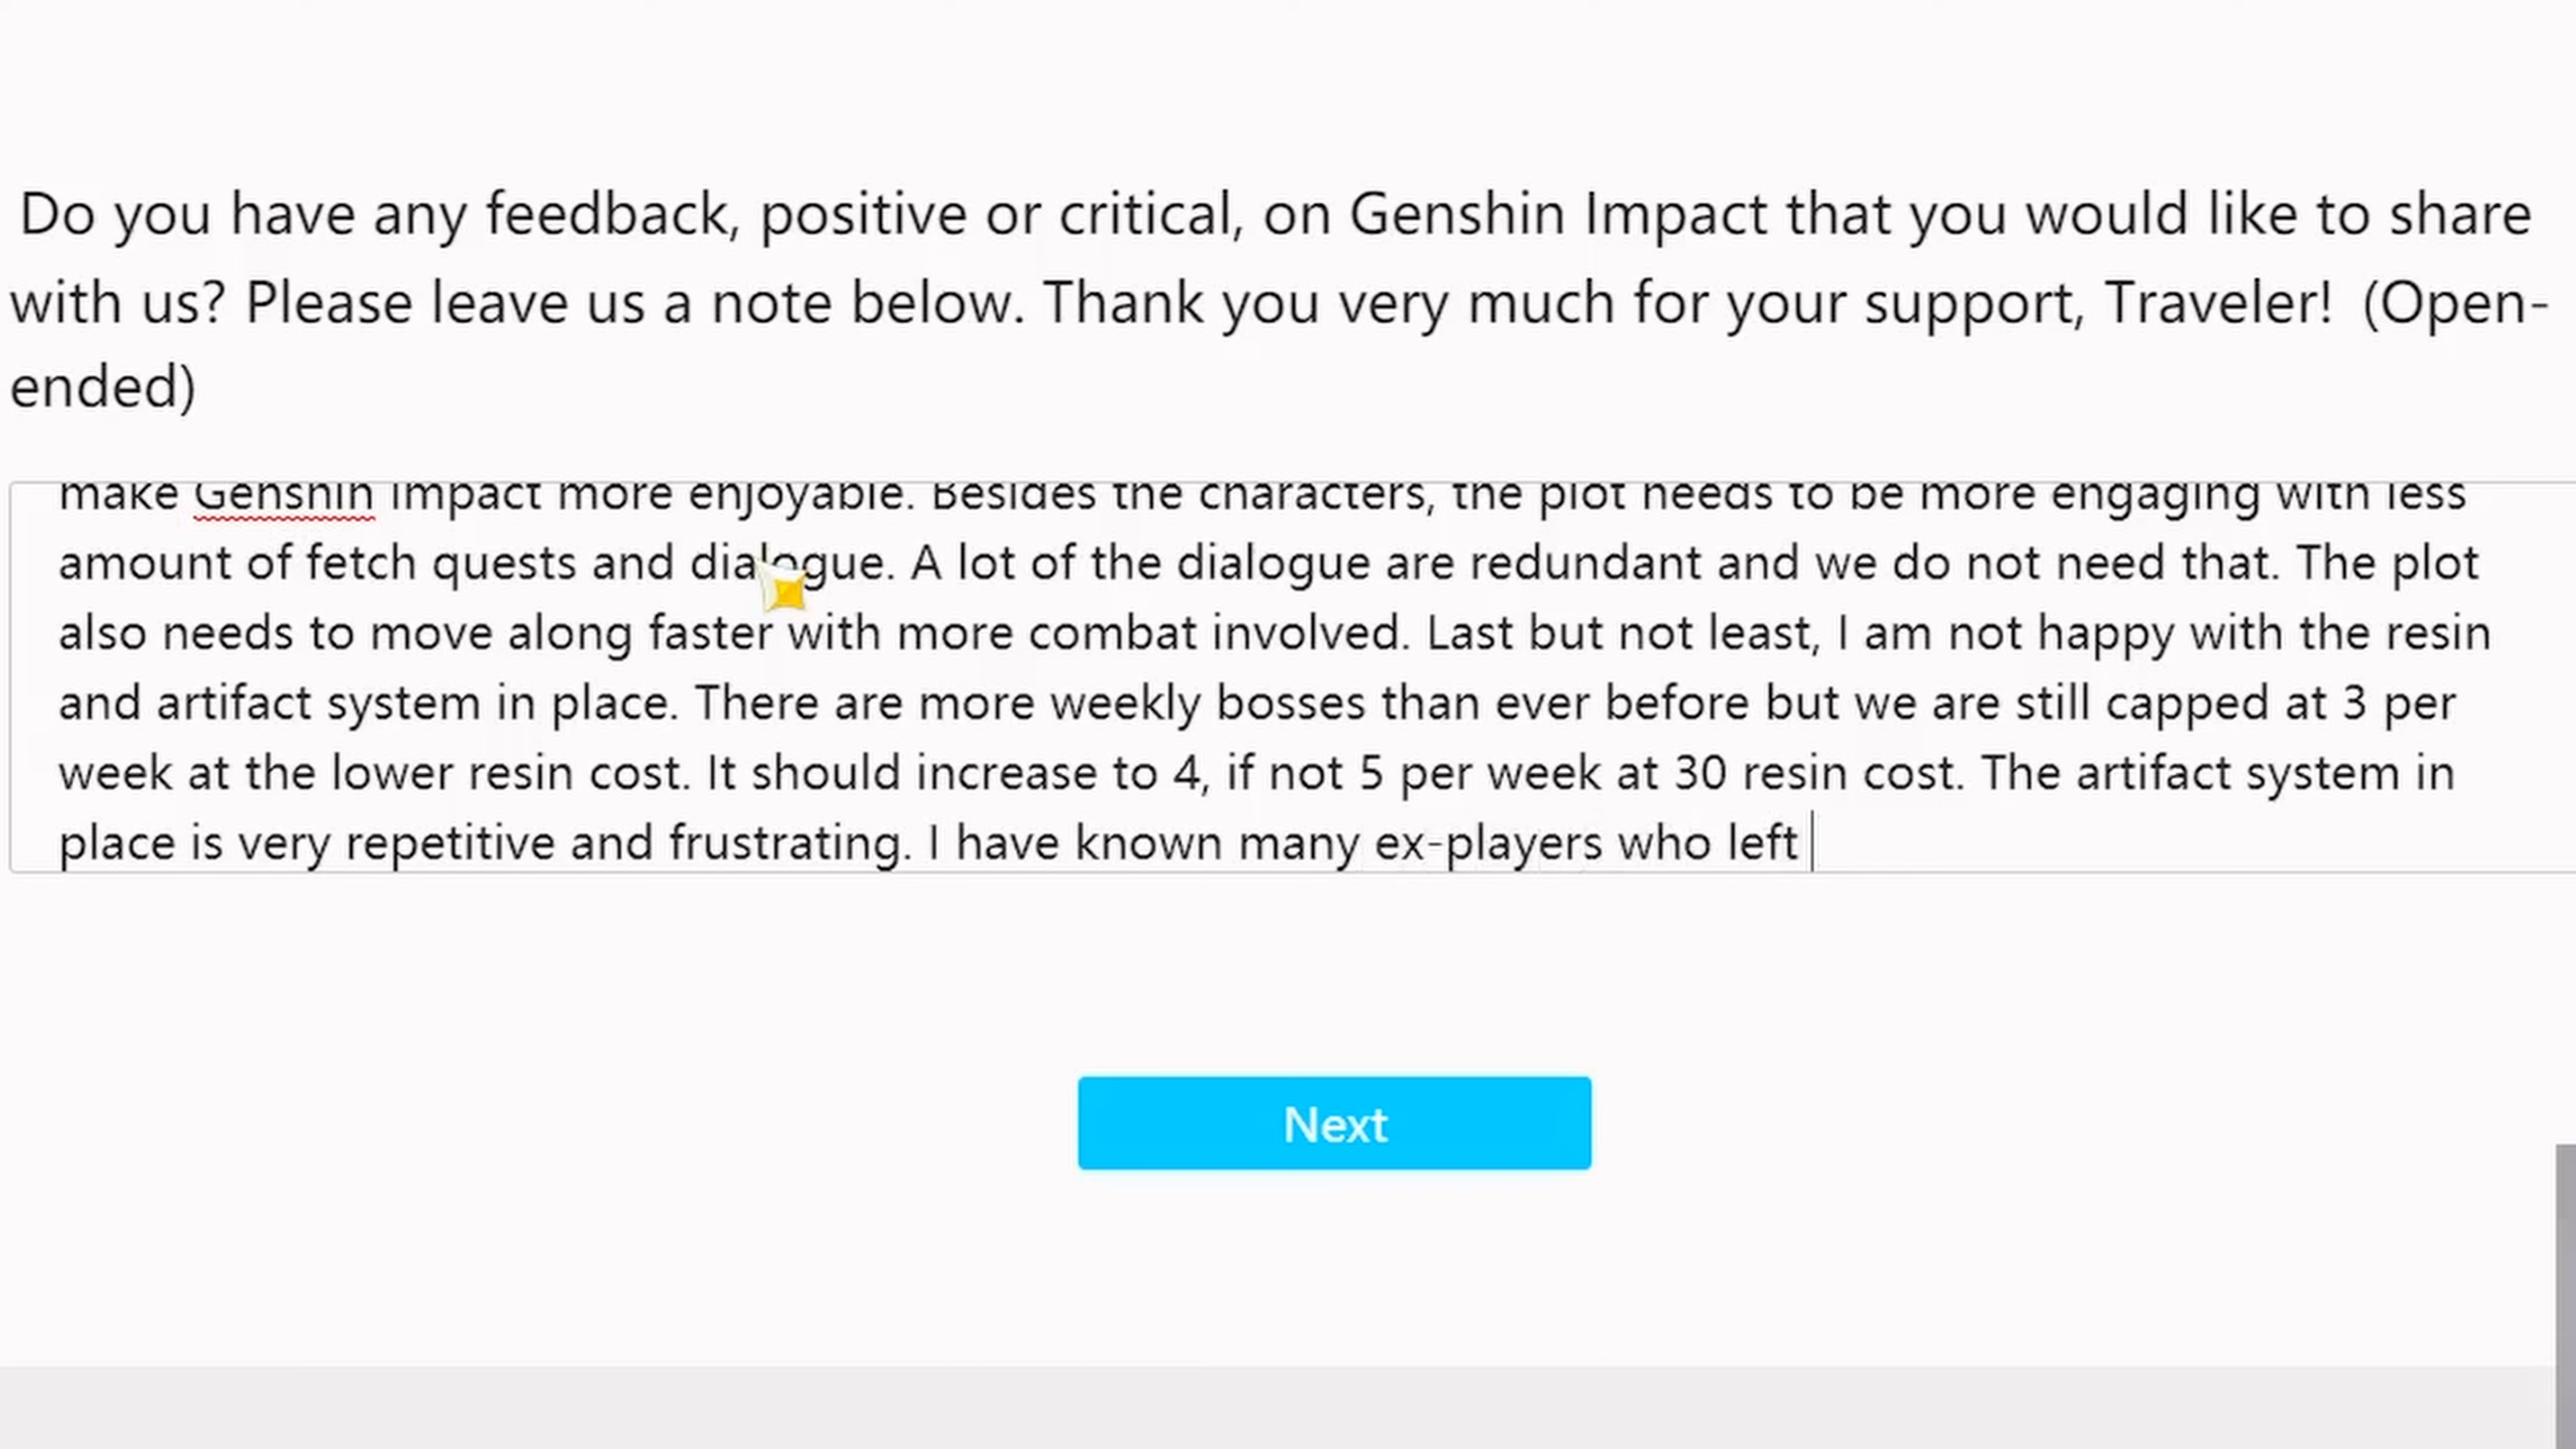 Do you have any feedback, positive or critical, on Genshin Impact that you would like to share
with us? Please leave us a note below. Thank you very much for your support, Traveler! (Open-
ended)
make Genshin Impact more enjoyable. Besides the characters, the plot needs to be more engaging with less
amount of fetch quests and dialogue. A lot of the dialogue are redundant and we do not need that. The plot
also needs to move along faster with more combat involved. Last but not least, I am not happy with the resin
and artifact system in place. There are more weekly bosses than ever before but we are still capped at 3 per
week at the lower resin cost. It should increase to 4, if not 5 per week at 30 resin cost. The artifact system in
place is very repetitive and frustrating. I have known many ex-players who left
Next